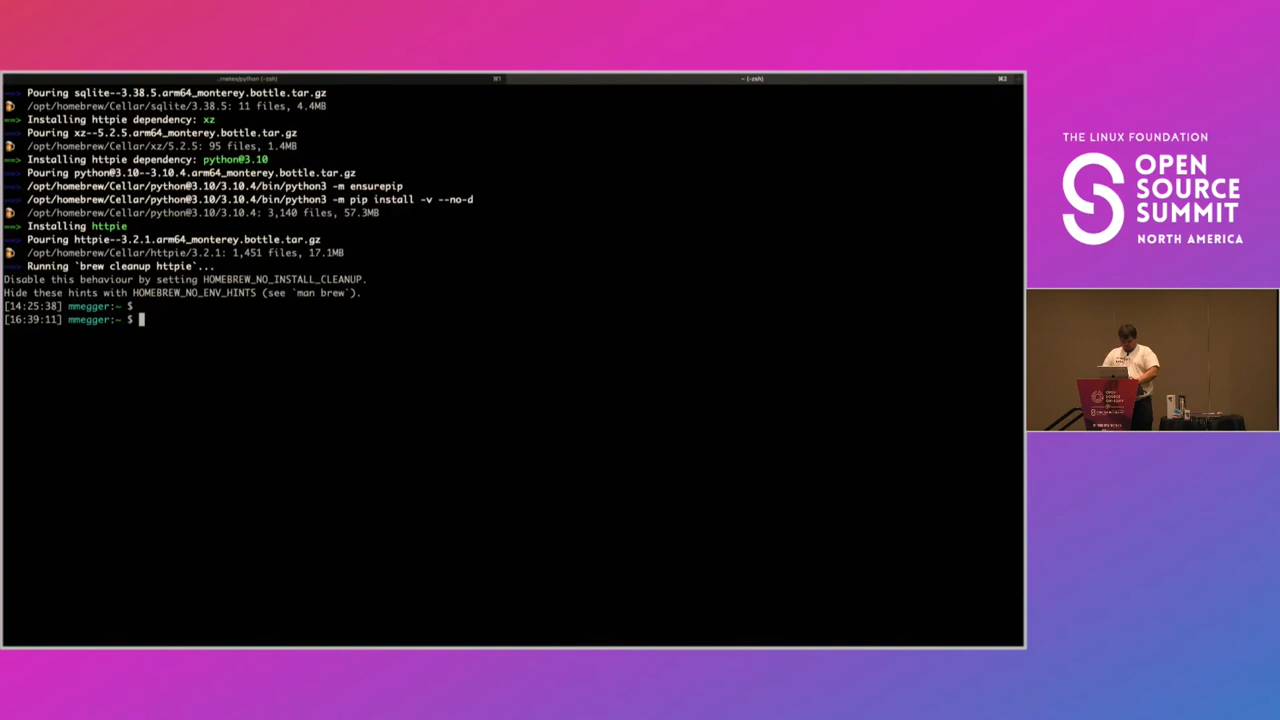 ..rnetes/python (-zsh) ⌘1 ~ (-zsh) ⌘2
==> Pouring sqlite--3.38.5.arm64_monterey.bottle.tar.gz
🍺 /opt/homebrew/Cellar/sqlite/3.38.5: 11 files, 4.4MB
==> Installing httpie dependency: xz
==> Pouring xz--5.2.5.arm64_monterey.bottle.tar.gz
🍺 /opt/homebrew/Cellar/xz/5.2.5: 95 files, 1.4MB
==> Installing httpie dependency: python@3.10
==> Pouring python@3.10--3.10.4.arm64_monterey.bottle.tar.gz
==> /opt/homebrew/Cellar/python@3.10/3.10.4/bin/python3 -m ensurepip
==> /opt/homebrew/Cellar/python@3.10/3.10.4/bin/python3 -m pip install -v --no-d
🍺 /opt/homebrew/Cellar/python@3.10/3.10.4: 3,140 files, 57.3MB
==> Installing httpie
==> Pouring httpie--3.2.1.arm64_monterey.bottle.tar.gz
🍺 /opt/homebrew/Cellar/httpie/3.2.1: 1,451 files, 17.1MB
==> Running `brew cleanup httpie`...
Disable this behaviour by setting HOMEBREW_NO_INSTALL_CLEANUP.
Hide these hints with HOMEBREW_NO_ENV_HINTS (see `man brew`).
[14:25:38] mmegger:~ $
[16:39:11] mmegger:~ $
THE LINUX FOUNDATION
OPEN
SOURCE
SUMMIT
NORTH AMERICA